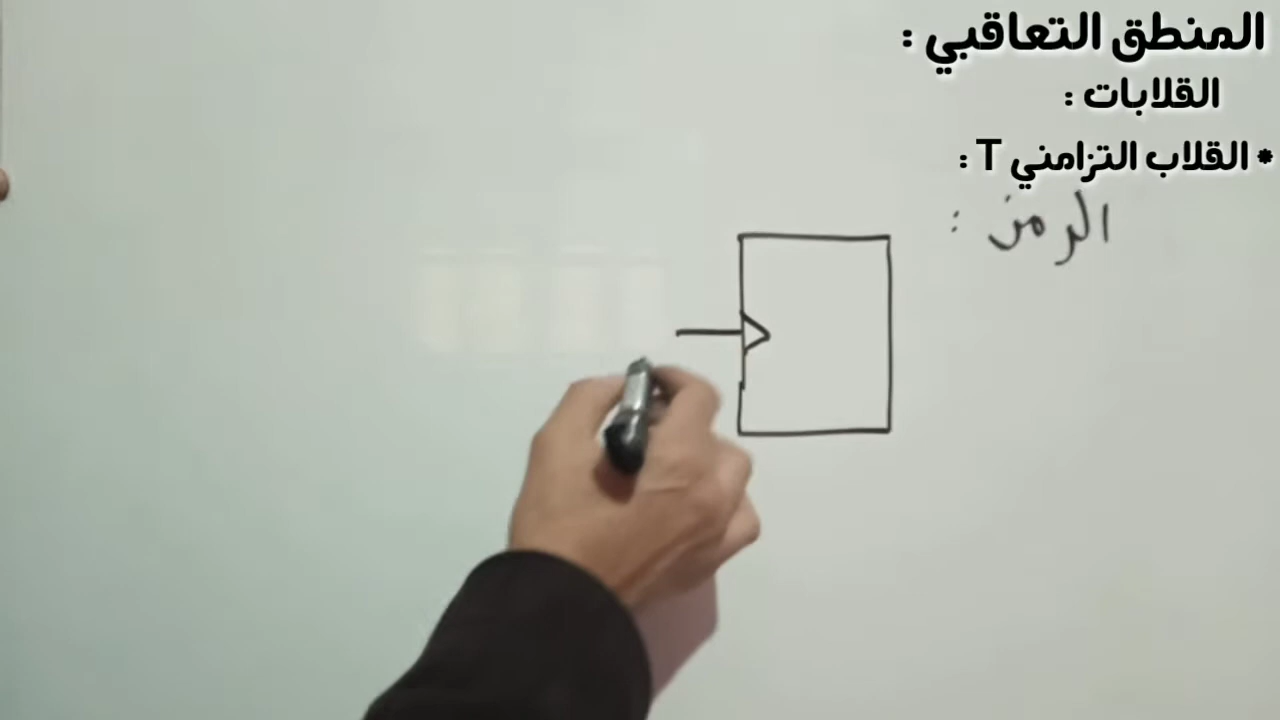 المنطق التعاقبي :
القلابات :
* القلاب التزامني T :
الرمز :